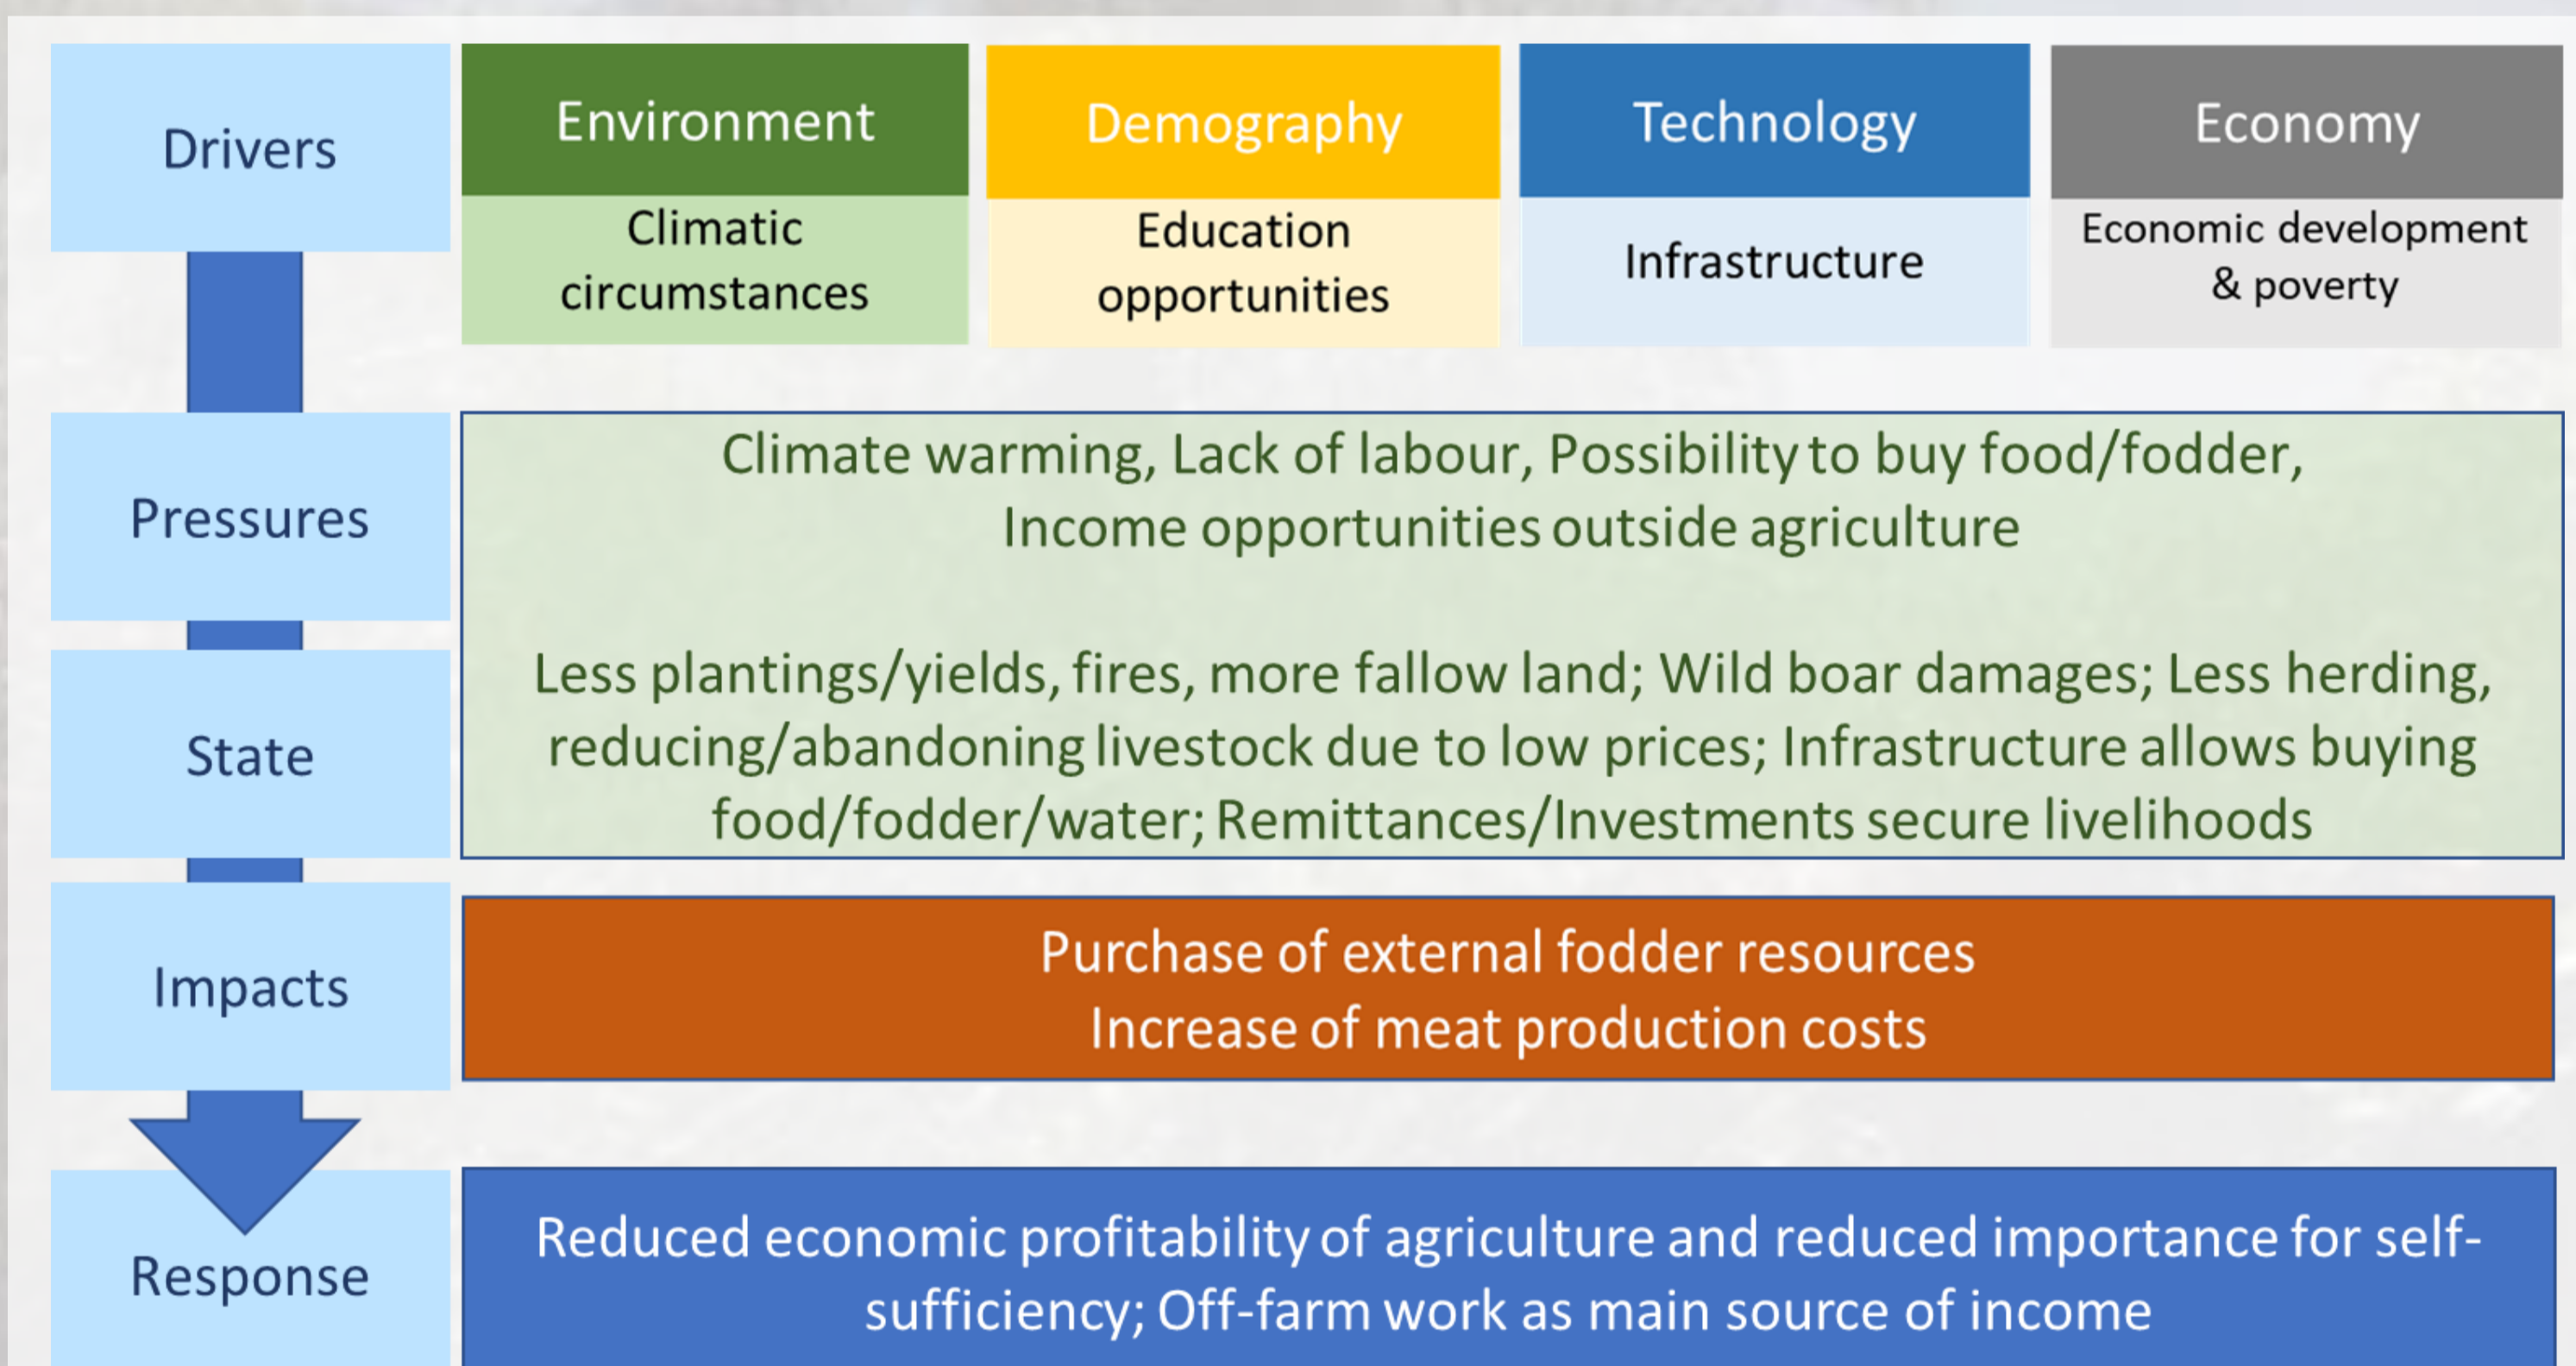 Drivers
Environment
Climatic
circumstances
Demography
Education
opportunities
Technology
Infrastructure
Economy
Economic development
& poverty
Pressures
Climate warming, Lack of labour, Possibility to buy food/fodder,
Income opportunities outside agriculture
State
Less plantings/yields, fires, more fallow land; Wild boar damages; Less herding,
reducing/abandoning livestock due to low prices; Infrastructure allows buying
food/fodder/water; Remittances/Investments secure livelihoods
Impacts
Purchase of external fodder resources
Increase of meat production costs
Response
Reduced economic profitability of agriculture and reduced importance for self-
sufficiency; Off-farm work as main source of income